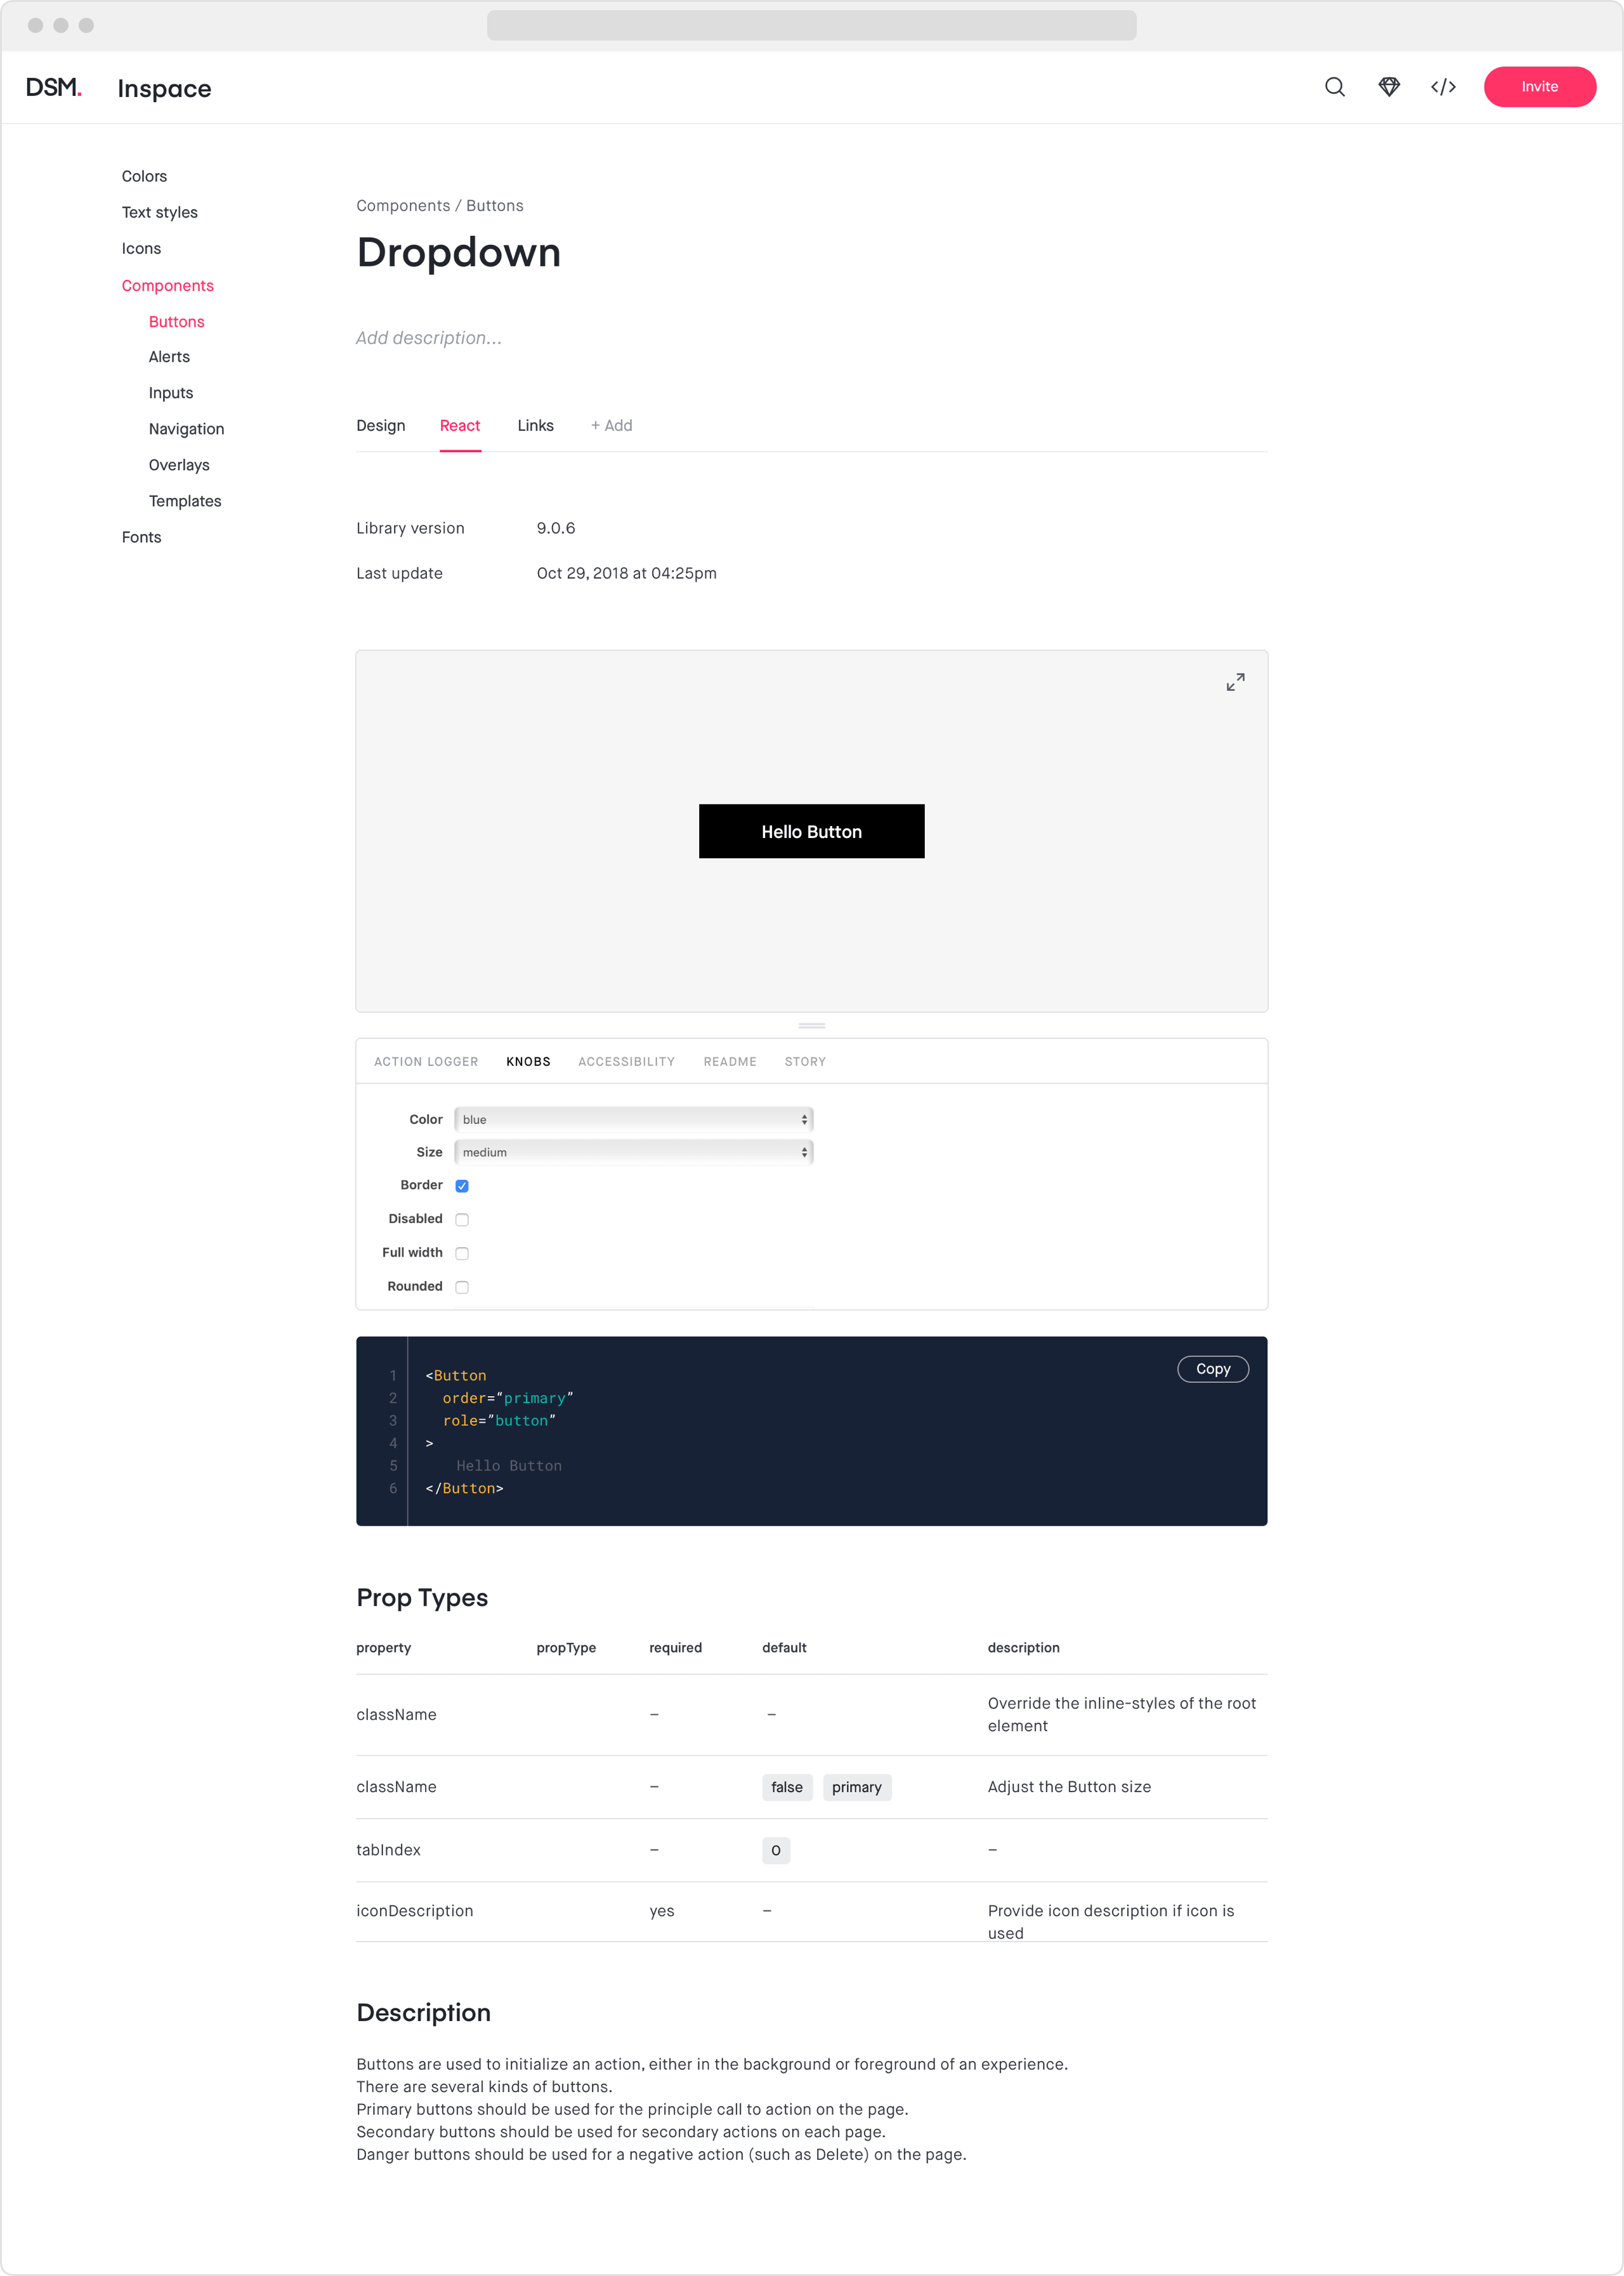 DSM. Inspace Invite
Colors
Text styles
Icons
Components
Buttons
Alerts
Inputs
Navigation
Overlays
Templates
Fonts
Components / Buttons
Dropdown
Add description...
Design React Links + Add
Library version 9.0.6
Last update Oct 29, 2018 at 04:25pm
Hello Button
ACTION LOGGER KNOBS ACCESSIBILITY README STORY
Color blue
Size medium
Border
Disabled
Full width
Rounded
Copy
1 <Button
2 order="primary"
3 role="button"
4 >
5 Hello Button
6 </Button>
Prop Types
property propType required default description
className – – Override the inline-styles of the root
element
className – false primary Adjust the Button size
tabIndex – 0 –
iconDescription yes – Provide icon description if icon is
used
Description
Buttons are used to initialize an action, either in the background or foreground of an experience.
There are several kinds of buttons.
Primary buttons should be used for the principle call to action on the page.
Secondary buttons should be used for secondary actions on each page.
Danger buttons should be used for a negative action (such as Delete) on the page.